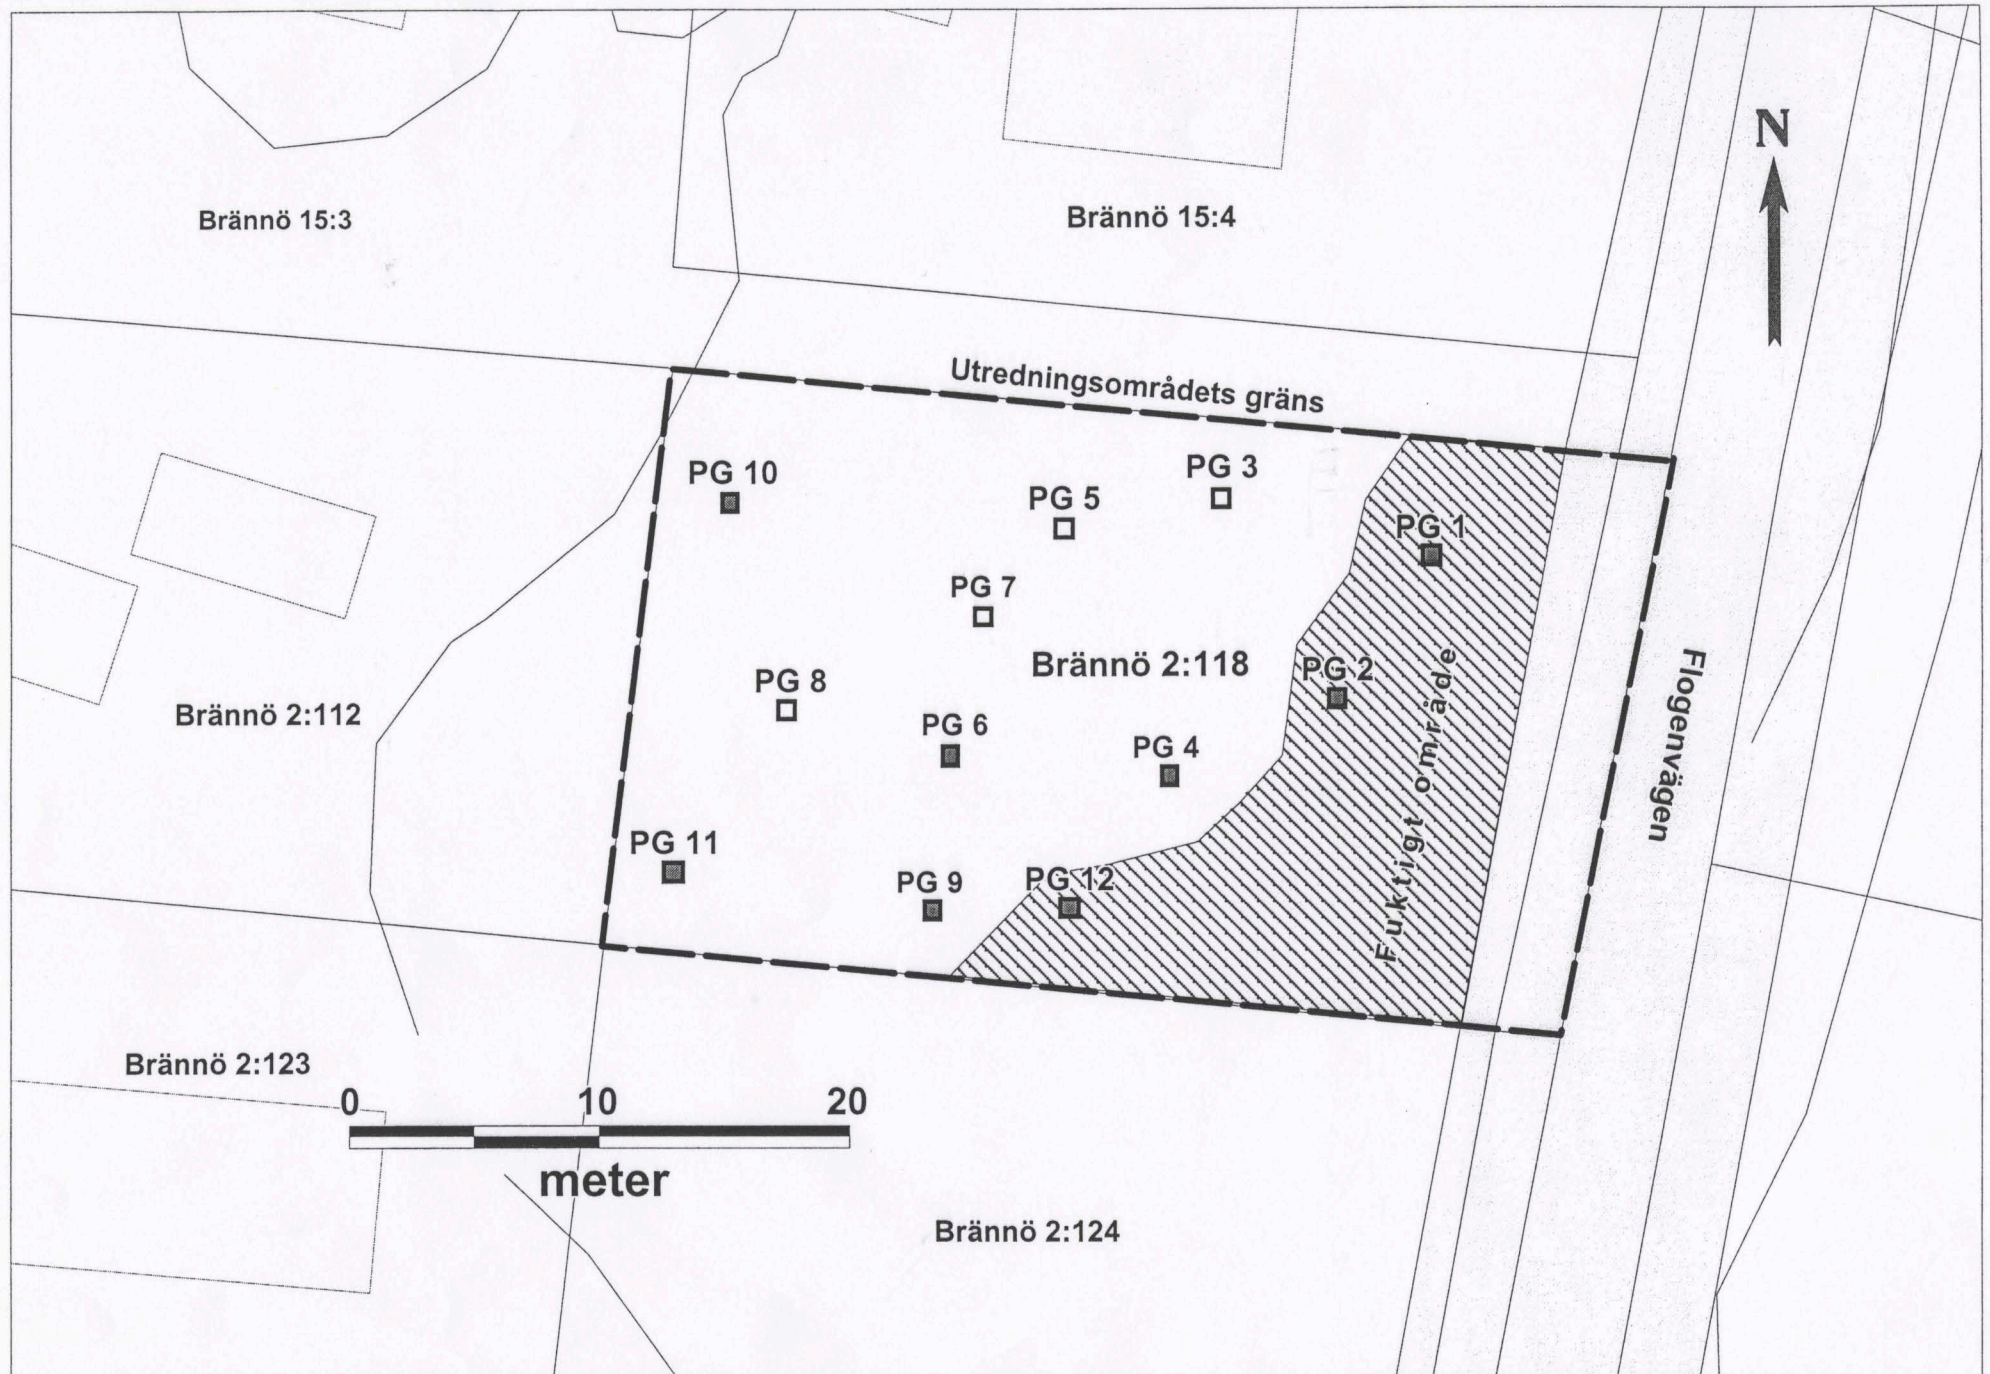 N
Brännö 15:3
Brännö 15:4
Utredningsområdets gräns
PG 10
PG 3
PG 5
PG 1
PG 7
Brännö 2:118
PG 2
PG 8
Brännö 2:112
PG 6
PG 4
Fuktigt område
Flogenvägen
PG 11
PG 9
PG 12
Brännö 2:123
0 10 20
meter
Brännö 2:124